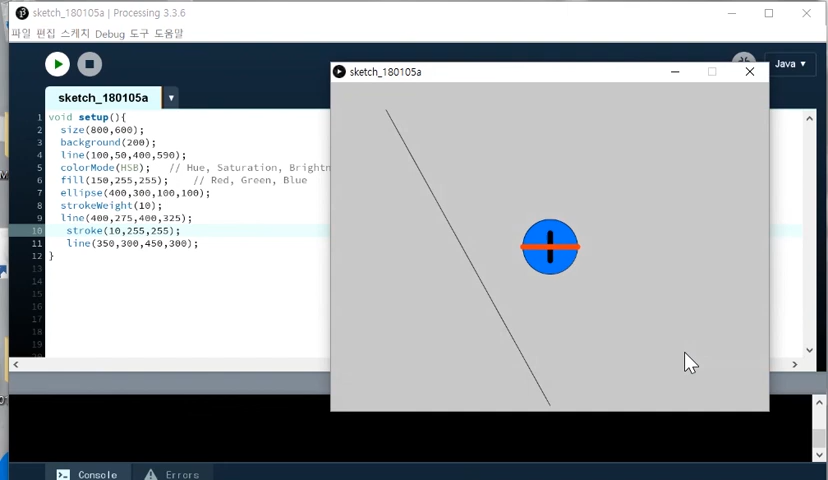 sketch_180105a | Processing 3.3.6
파일 편집 스케치 Debug 도구 도움말
sketch_180105a
Java
sketch_180105a
1 void setup(){
2 size(800,600);
3 background(200);
4 line(100,50,400,590);
5 colorMode(HSB); // Hue, Saturation, Brightn
6 fill(150,255,255); // Red, Green, Blue
7 ellipse(400,300,100,100);
8 strokeWeight(10);
9 line(400,275,400,325);
10 stroke(10,255,255);
11 line(350,300,450,300);
12 }
13
14
15
16
17
18
Console
Errors